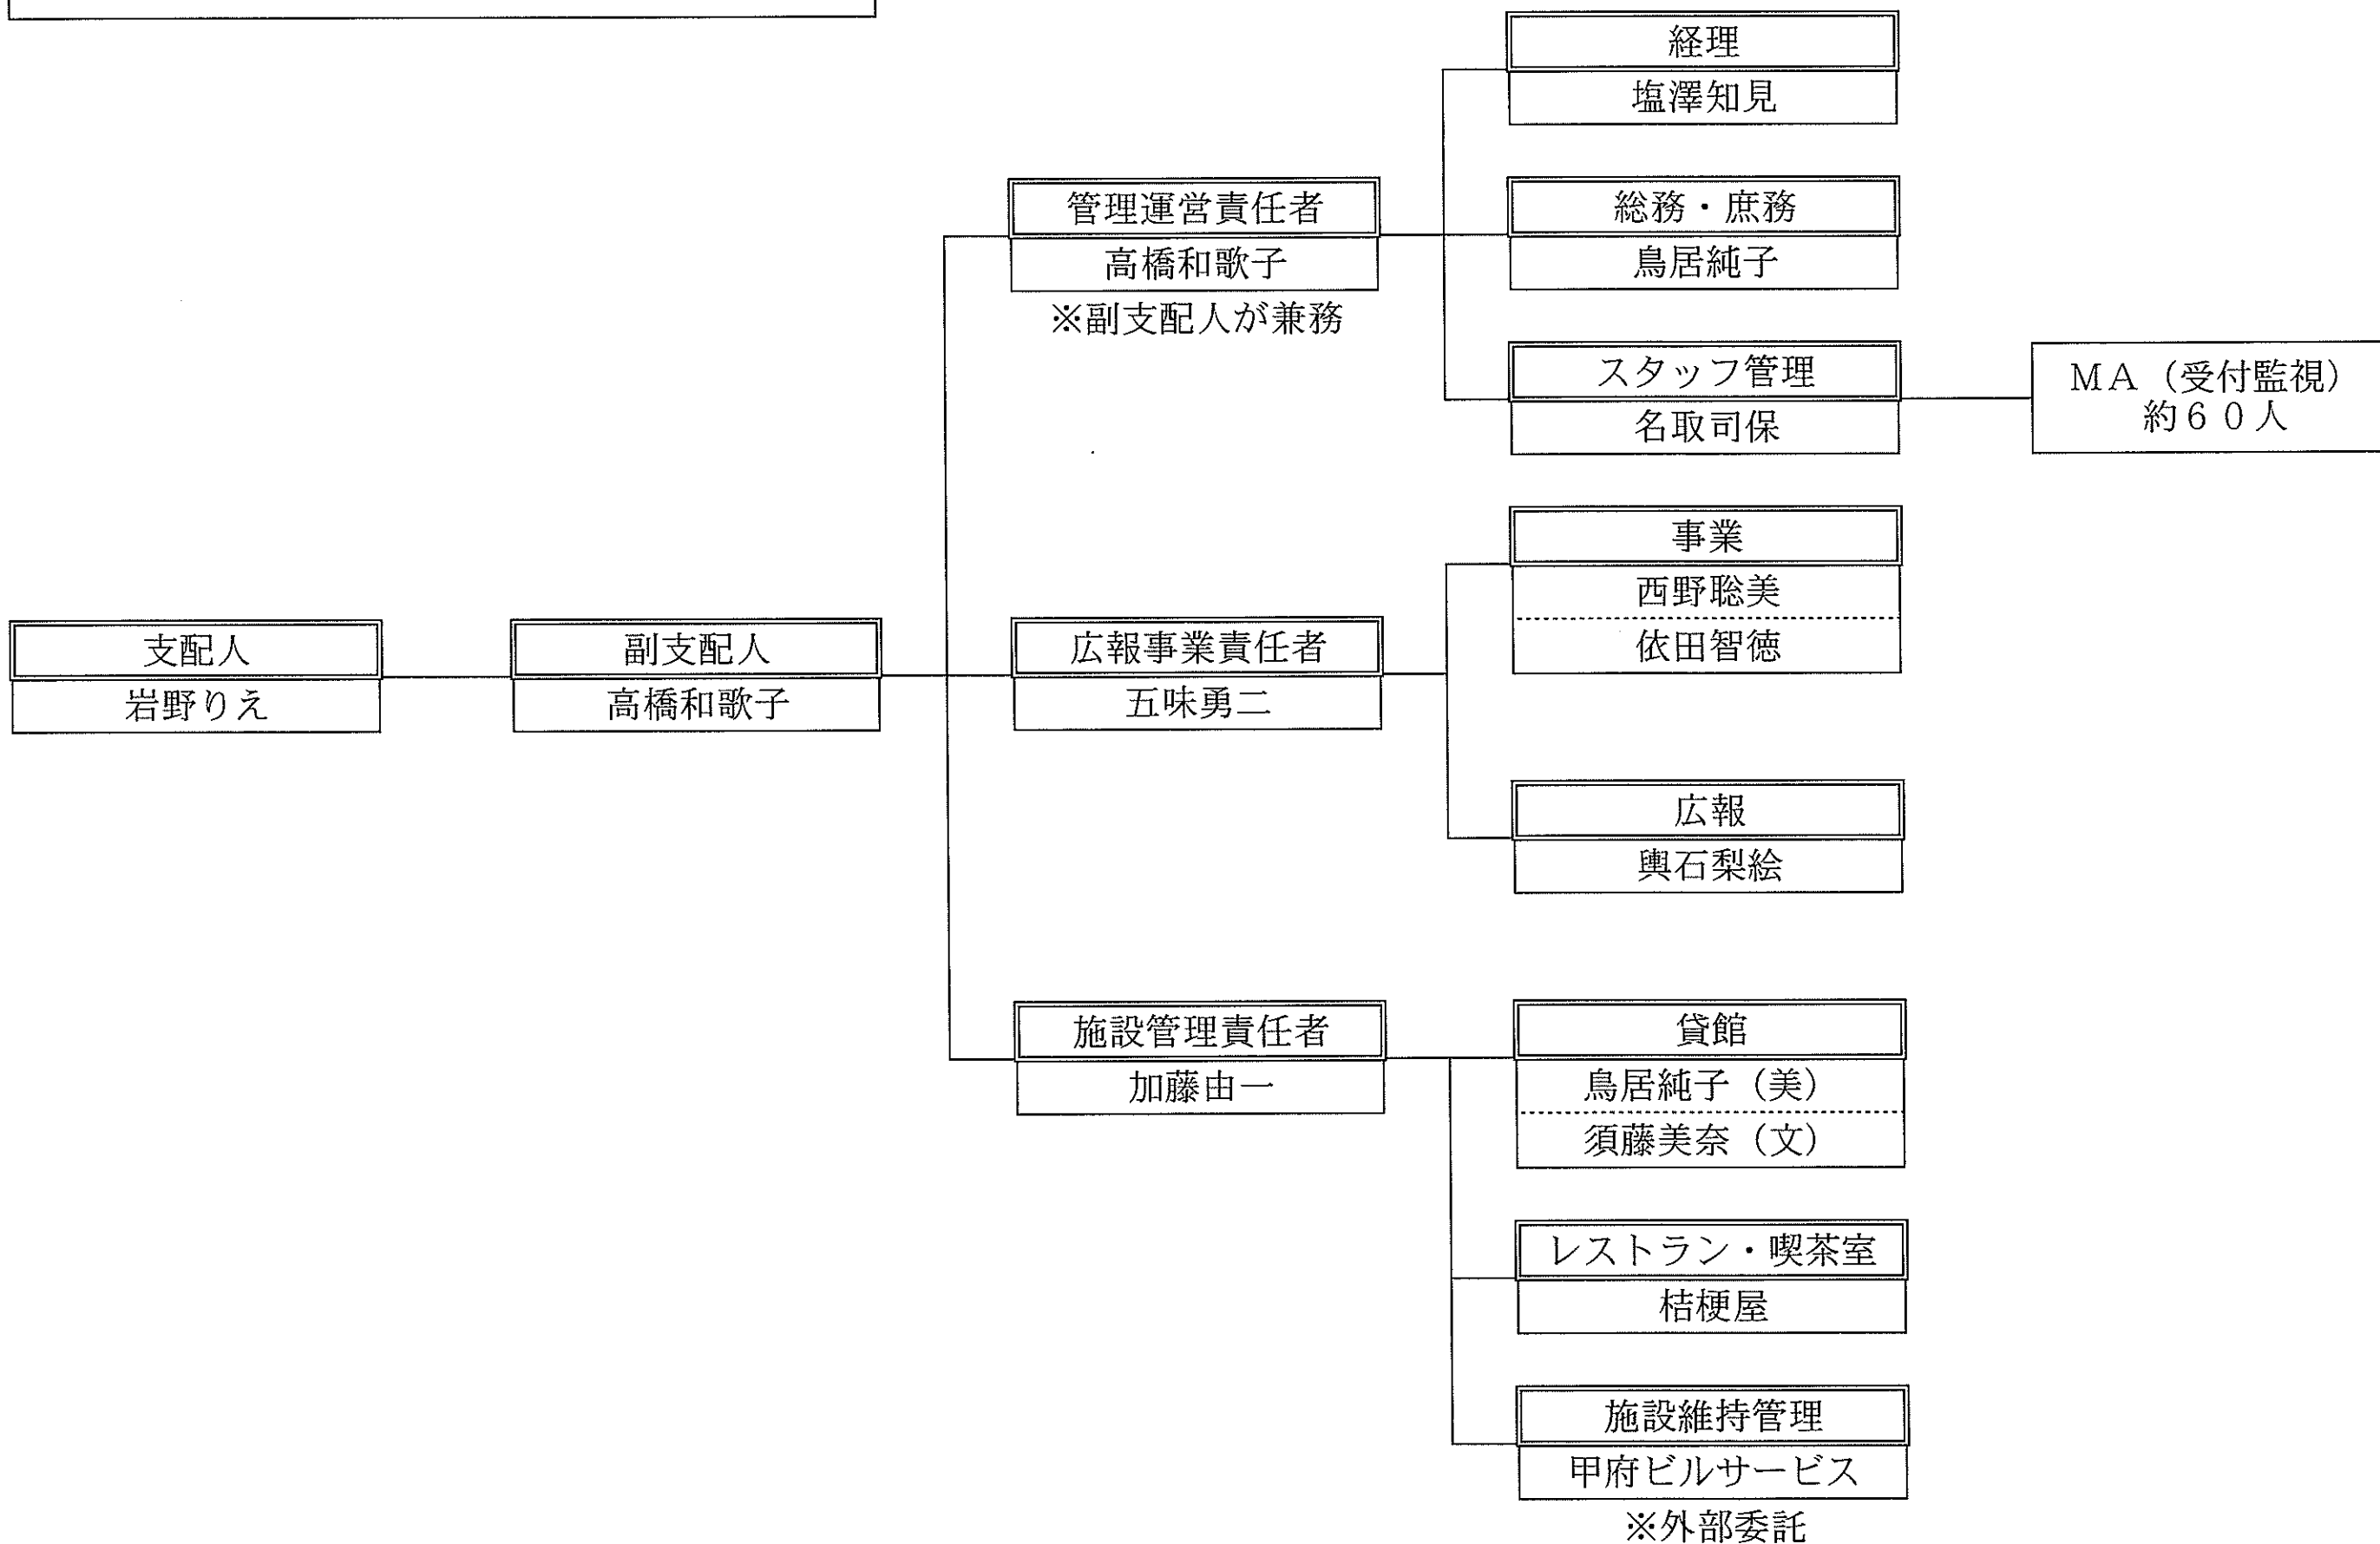 経理
塩澤知見
管理運営責任者
高橋和歌子
※副支配人が兼務
総務・庶務
鳥居純子
スタッフ管理
名取司保
ＭＡ（受付監視）
約６０人
事業
西野聡美
依田智徳
支配人
岩野りえ
副支配人
高橋和歌子
広報事業責任者
五味勇二
広報
輿石梨絵
施設管理責任者
加藤由一
貸館
鳥居純子（美）
須藤美奈（文）
レストラン・喫茶室
桔梗屋
施設維持管理
甲府ビルサービス
※外部委託